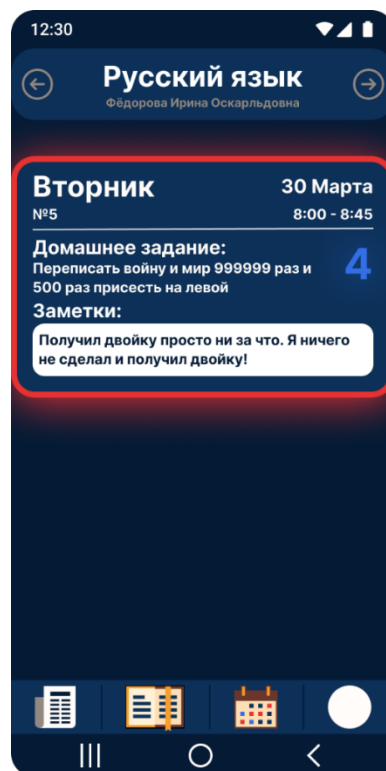 12:30
Русский язык
Фёдорова Ирина Оскарльдовна
Вторник
30 Марта
№5
8:00 - 8:45
Домашнее задание:
Переписать войну и мир 999999 раз и
500 раз присесть на левой
4
Заметки:
Получил двойку просто ни за что. Я ничего
не сделал и получил двойку!